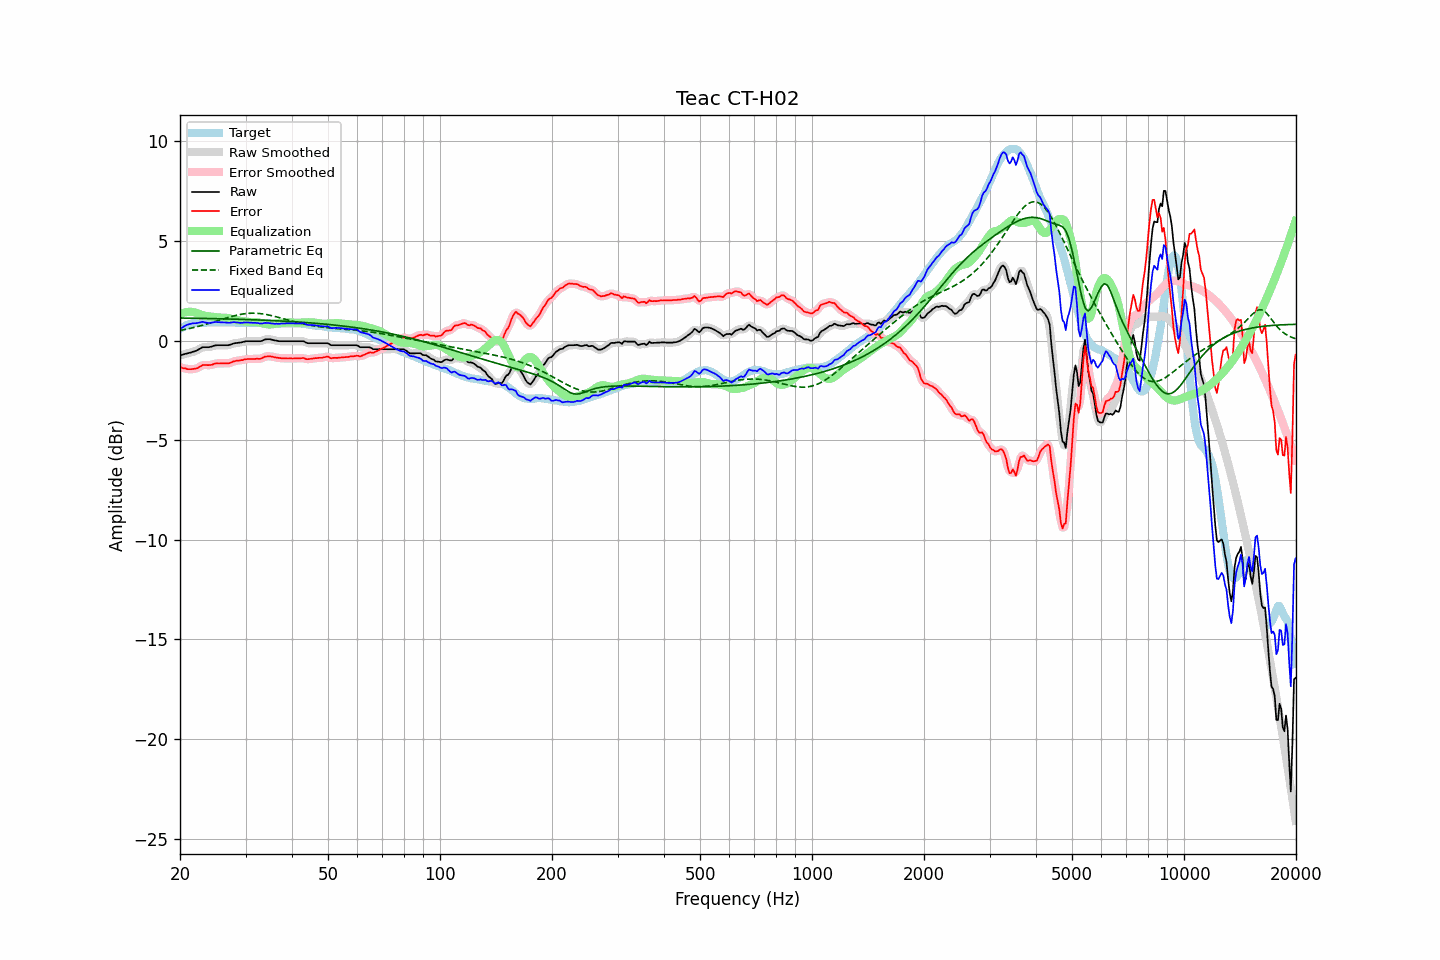 Teac CT-H02
Target
Raw Smoothed
Error Smoothed
Raw
Error
Equalization
Parametric Eq
Fixed Band Eq
Equalized
10
5
0
−5
−10
−15
−20
−25
Amplitude (dBr)
20 50 100 200 500 1000 2000 5000 10000 20000
Frequency (Hz)